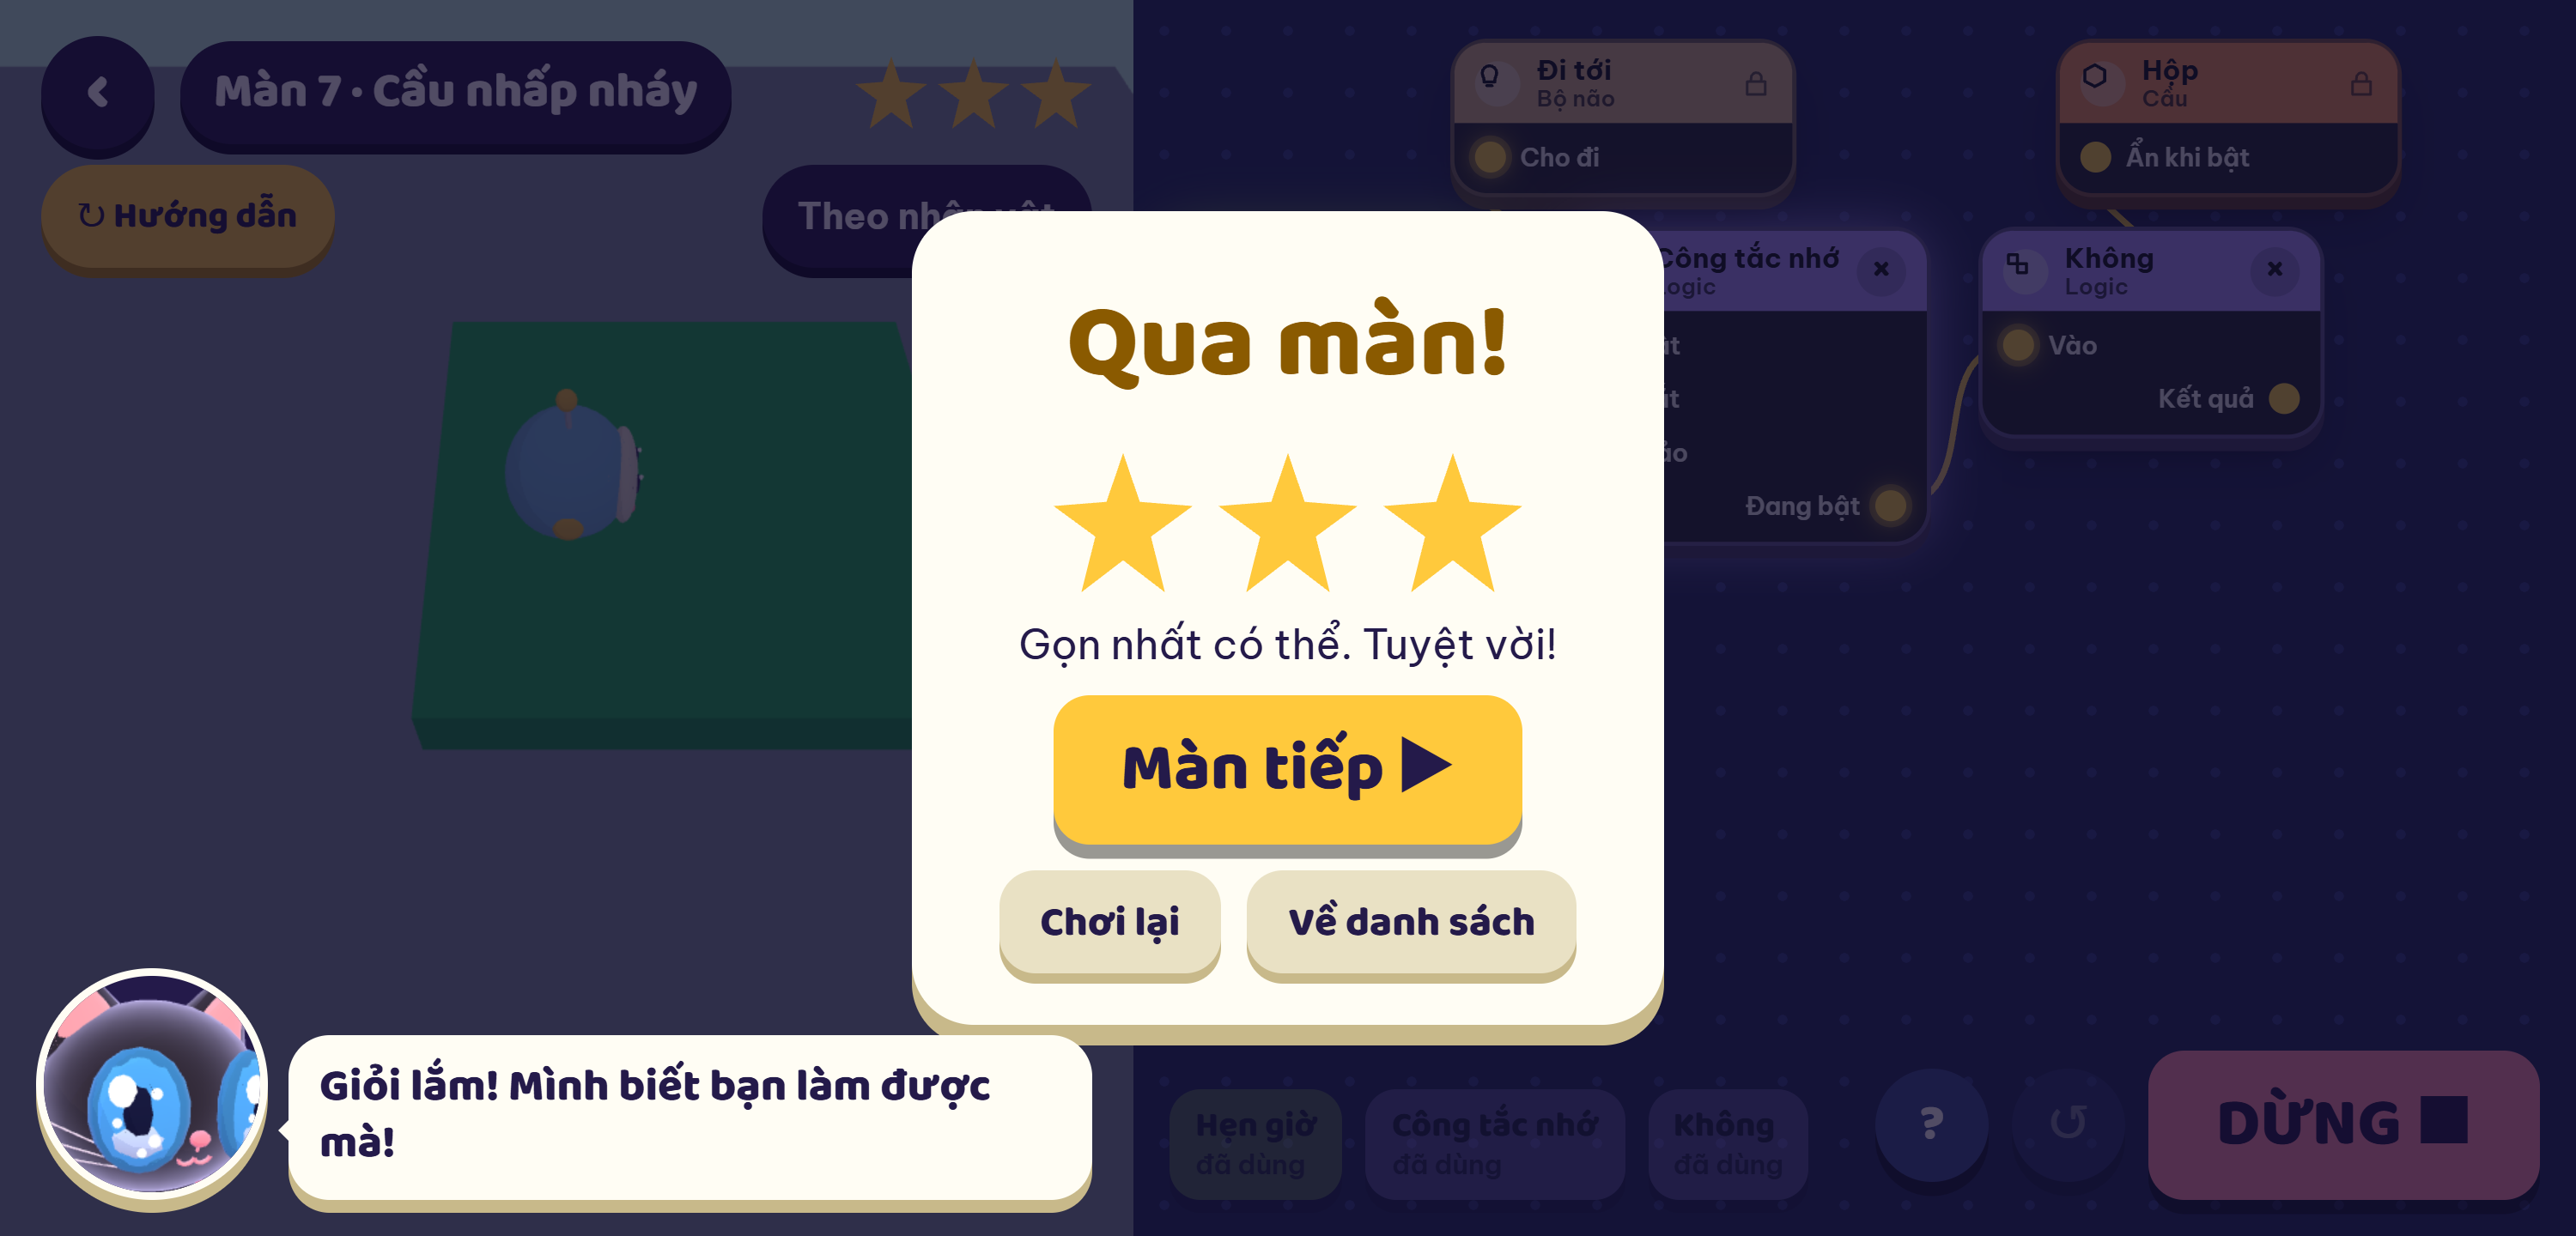 Màn 7 • Cầu nhấp nháy
Hướng dẫn
Theo
Đi tới
Bộ não
Cho đi
Hộp
Cầu
Ẩn khi bật
Công tắc nhớ
Logic
Đang bật
Không
Logic
Vào
Kết quả
Qua màn!
Gọn nhất có thể. Tuyệt vời!
Màn tiếp
Chơi lại
Về danh sách
Giỏi lắm! Mình biết bạn làm được
mà!
Hẹn giờ
đã dùng
Công tắc nhớ
đã dùng
Không
đã dùng
?
DỪNG